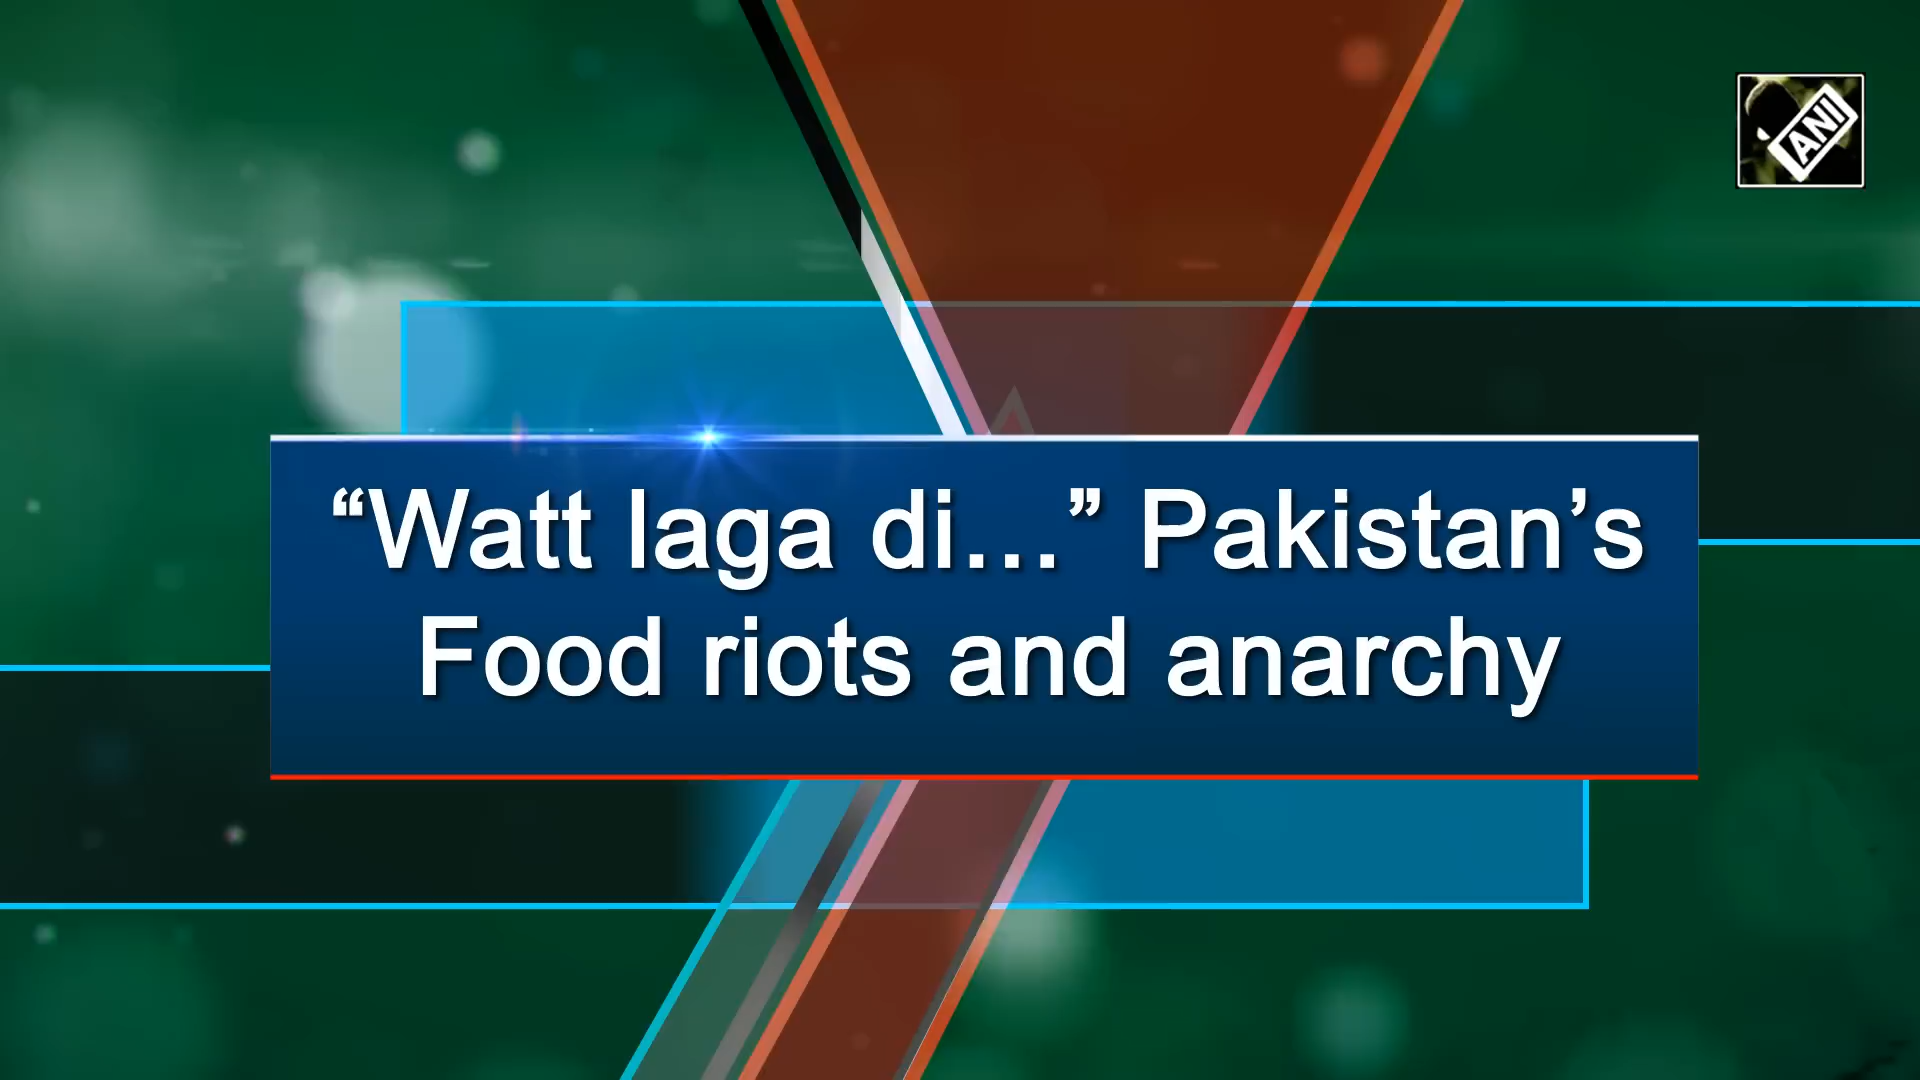 ANI
“Watt laga di...” Pakistan’s
Food riots and anarchy